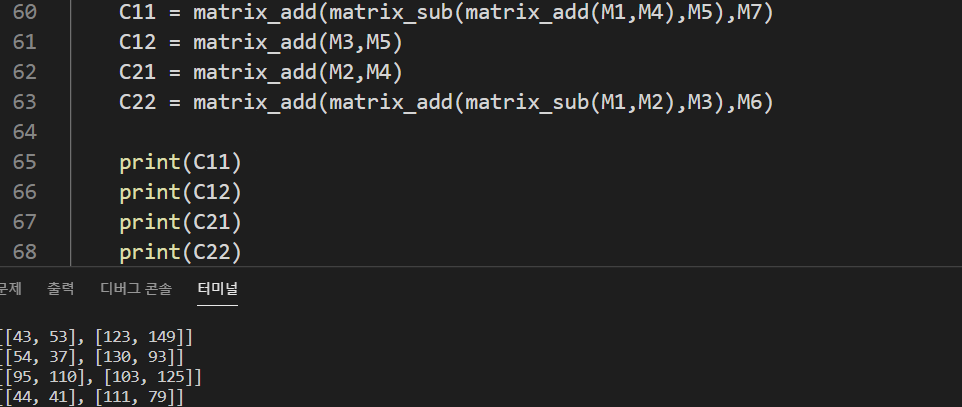 60 C11 = matrix_add(matrix_sub(matrix_add(M1,M4),M5),M7)
61 C12 = matrix_add(M3,M5)
62 C21 = matrix_add(M2,M4)
63 C22 = matrix_add(matrix_add(matrix_sub(M1,M2),M3),M6)
64
65 print(C11)
66 print(C12)
67 print(C21)
68 print(C22)
문제 출력 디버그 콘솔 터미널
[[43, 53], [123, 149]]
[[54, 37], [130, 93]]
[[95, 110], [103, 125]]
[[44, 41], [111, 79]]